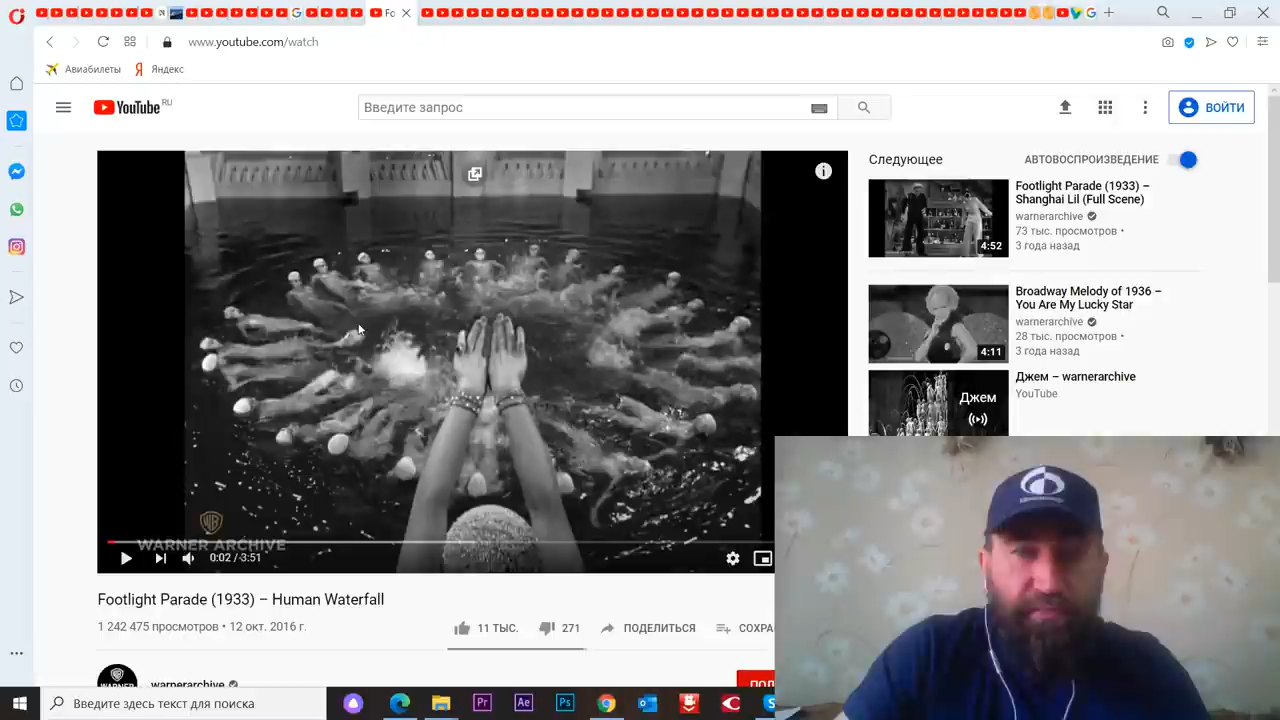 Fo
www.youtube.com/watch
Авиабилеты
Яндекс
YouTube RU
Введите запрос
ВОЙТИ
WARNER ARCHIVE
0:02 / 3:51
Footlight Parade (1933) – Human Waterfall
1 242 475 просмотров • 12 окт. 2016 г.
11 ТЫС.
271
ПОДЕЛИТЬСЯ
СОХРА
warnerarchive
Следующее
АВТОВОСПРОИЗВЕДЕНИЕ
Footlight Parade (1933) –
Shanghai Lil (Full Scene)
warnerarchive
73 тыс. просмотров •
3 года назад
4:52
Broadway Melody of 1936 –
You Are My Lucky Star
warnerarchive
28 тыс. просмотров •
3 года назад
4:11
Джем – warnerarchive
YouTube
Джем
Введите здесь текст для поиска
Pr
Ae
Ps